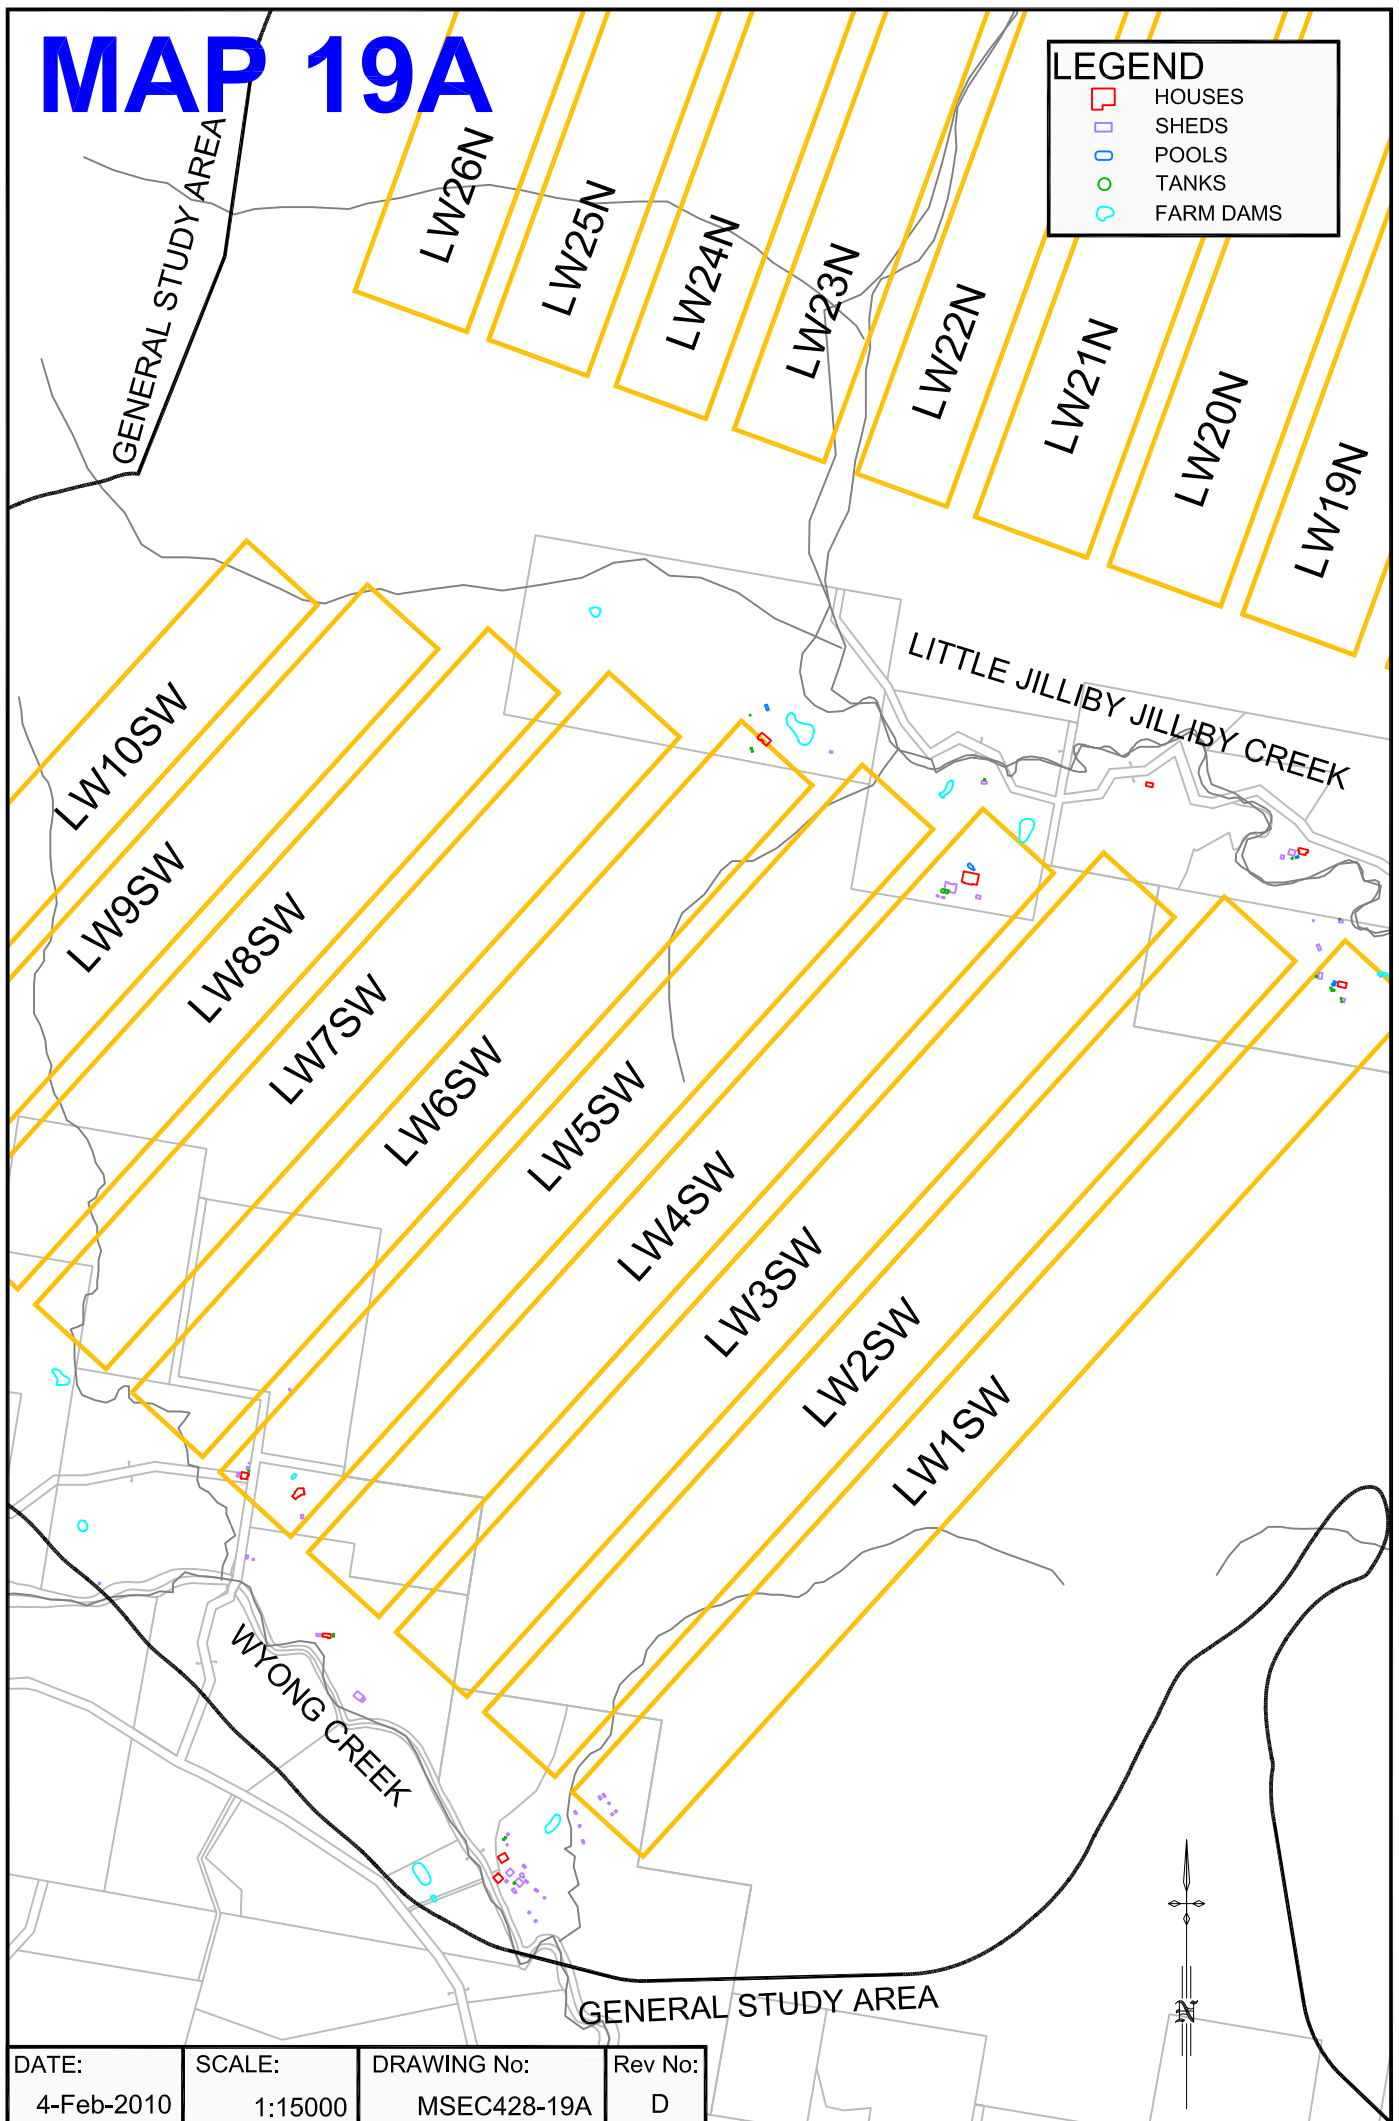 MAP 19A
LEGEND
HOUSES
SHEDS
POOLS
TANKS
FARM DAMS
GENERAL STUDY AREA
LW26N
LW25N
LW24N
LW23N
LW22N
LW21N
LW20N
LW19N
LITTLE JILLIBY JILLIBY CREEK
LW10SW
LW9SW
LW8SW
LW7SW
LW6SW
LW5SW
LW4SW
LW3SW
LW2SW
LW1SW
WYONG CREEK
GENERAL STUDY AREA
N
DATE:
4-Feb-2010
SCALE:
1:15000
DRAWING No:
MSEC428-19A
Rev No:
D